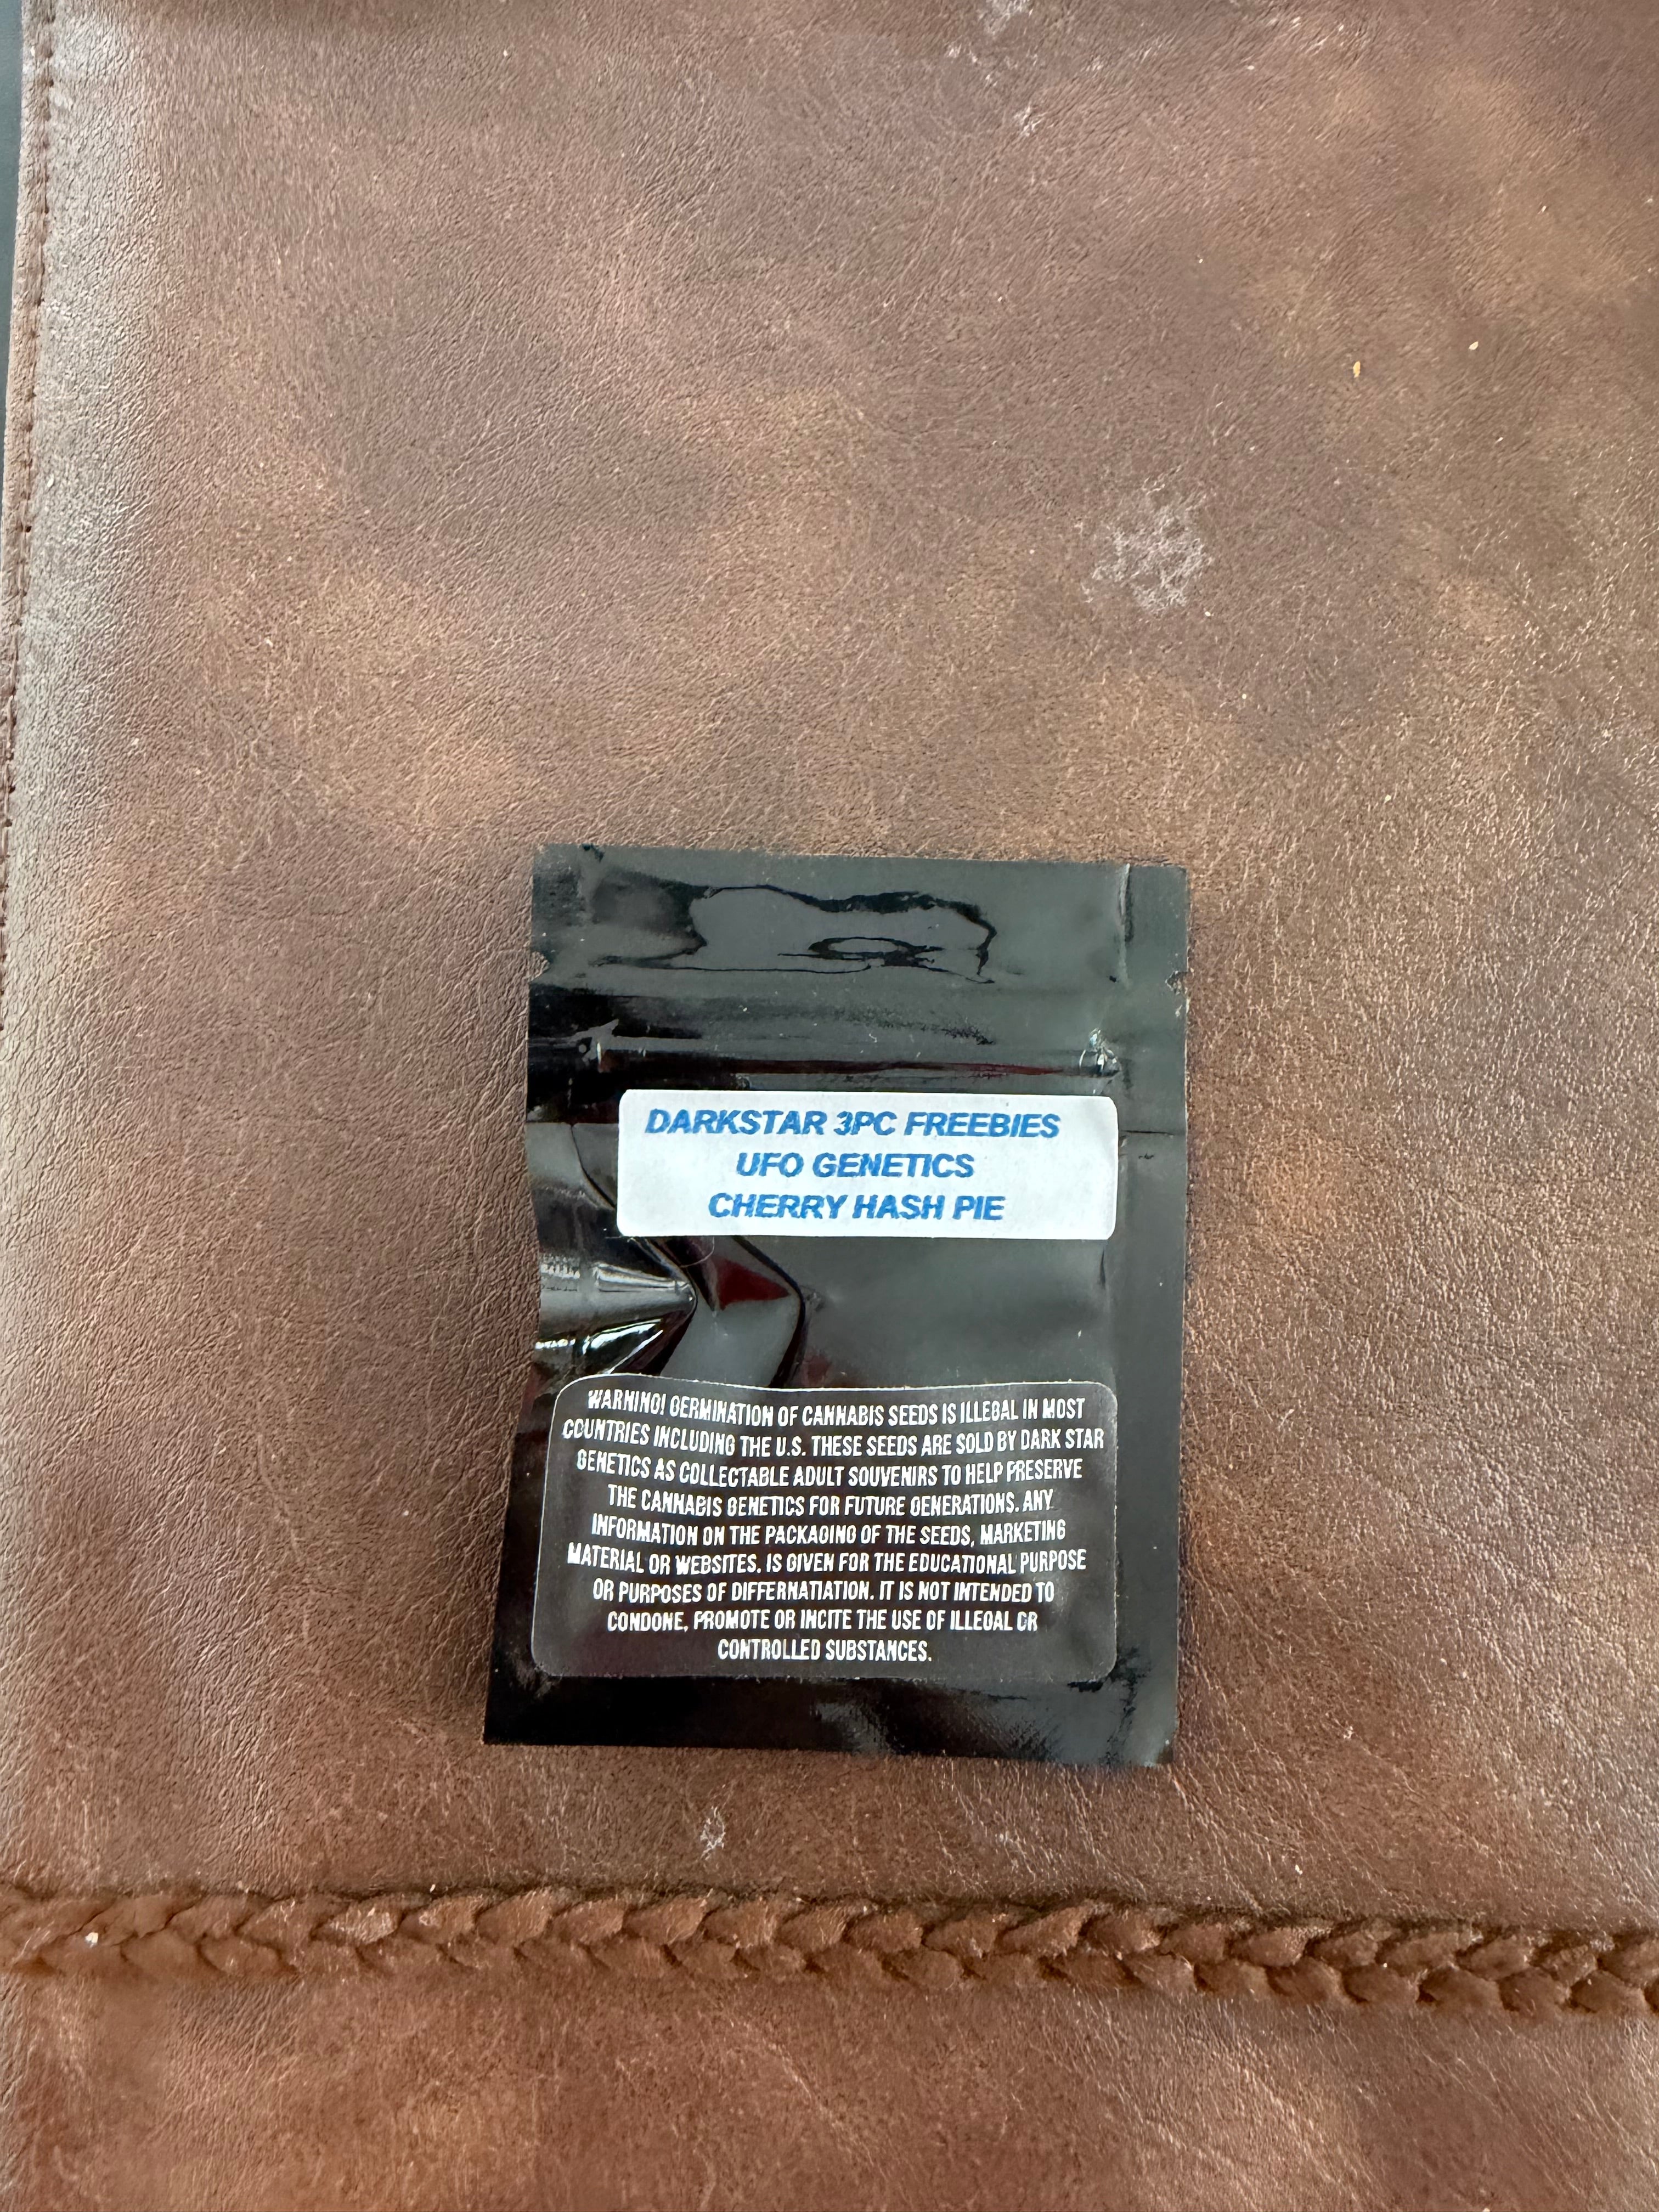 DARKSTAR 3PC FREEBIES
UFO GENETICS
CHERRY HASH PIE
WARNING! GERMINATION OF CANNABIS SEEDS IS ILLEGAL IN MOST
COUNTRIES INCLUDING THE U.S. THESE SEEDS ARE SOLD BY DARK STAR
GENETICS AS COLLECTABLE ADULT SOUVENIRS TO HELP PRESERVE
THE CANNABIS GENETICS FOR FUTURE GENERATIONS. ANY
INFORMATION ON THE PACKAGING OF THE SEEDS, MARKETING
MATERIAL OR WEBSITES, IS GIVEN FOR THE EDUCATIONAL PURPOSE
OR PURPOSES OF DIFFERNATIATION. IT IS NOT INTENDED TO
CONDONE, PROMOTE OR INCITE THE USE OF ILLEGAL OR
CONTROLLED SUBSTANCES.